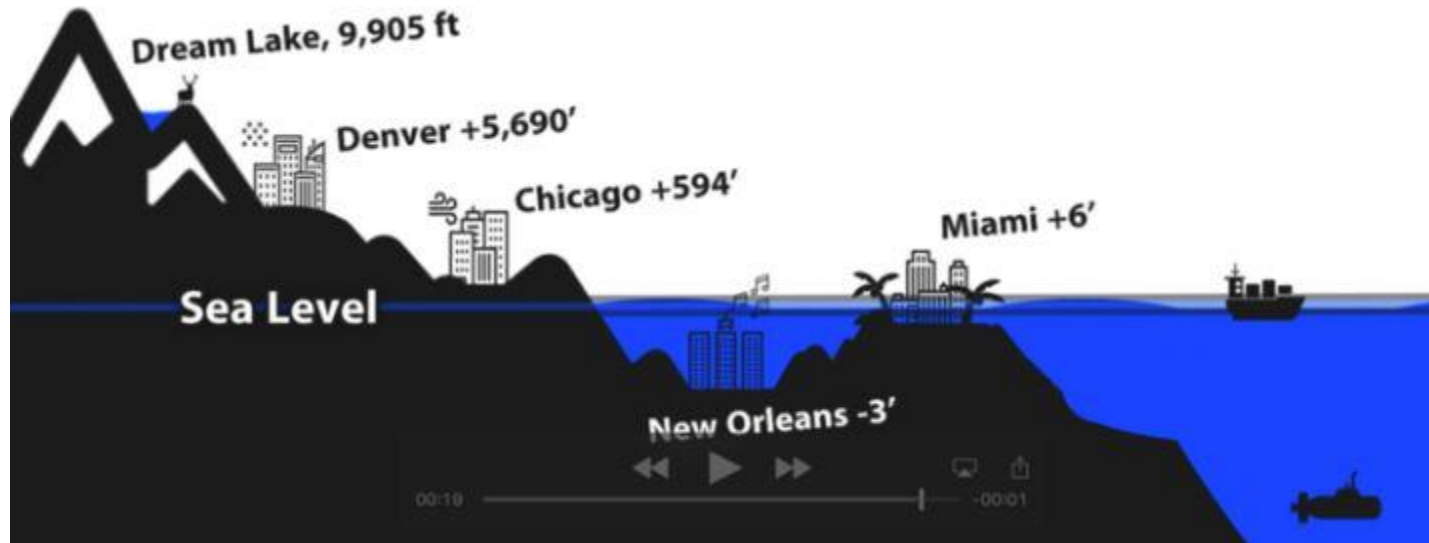 Dream Lake, 9,905 ft
Denver +5,690’
Chicago +594’
Miami +6’
Sea Level
New Orleans -3’
00:19
-00:01